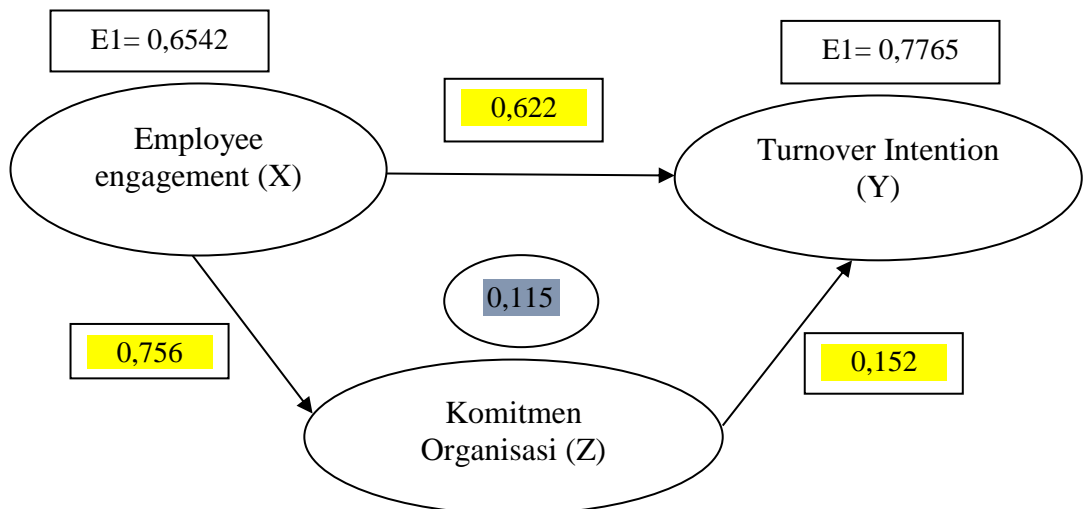 E1= 0,6542
E1= 0,7765
0,622
Employee
engagement (X)
Turnover Intention
(Y)
0,115
0,756
0,152
Komitmen
Organisasi (Z)